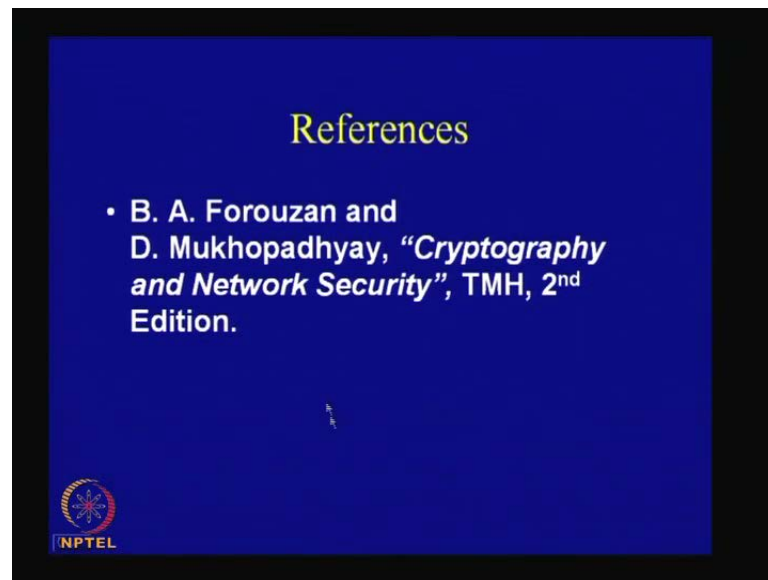 References
• B. A. Forouzan and
D. Mukhopadhyay, “Cryptography
and Network Security”, TMH, 2nd
Edition.
NPTEL